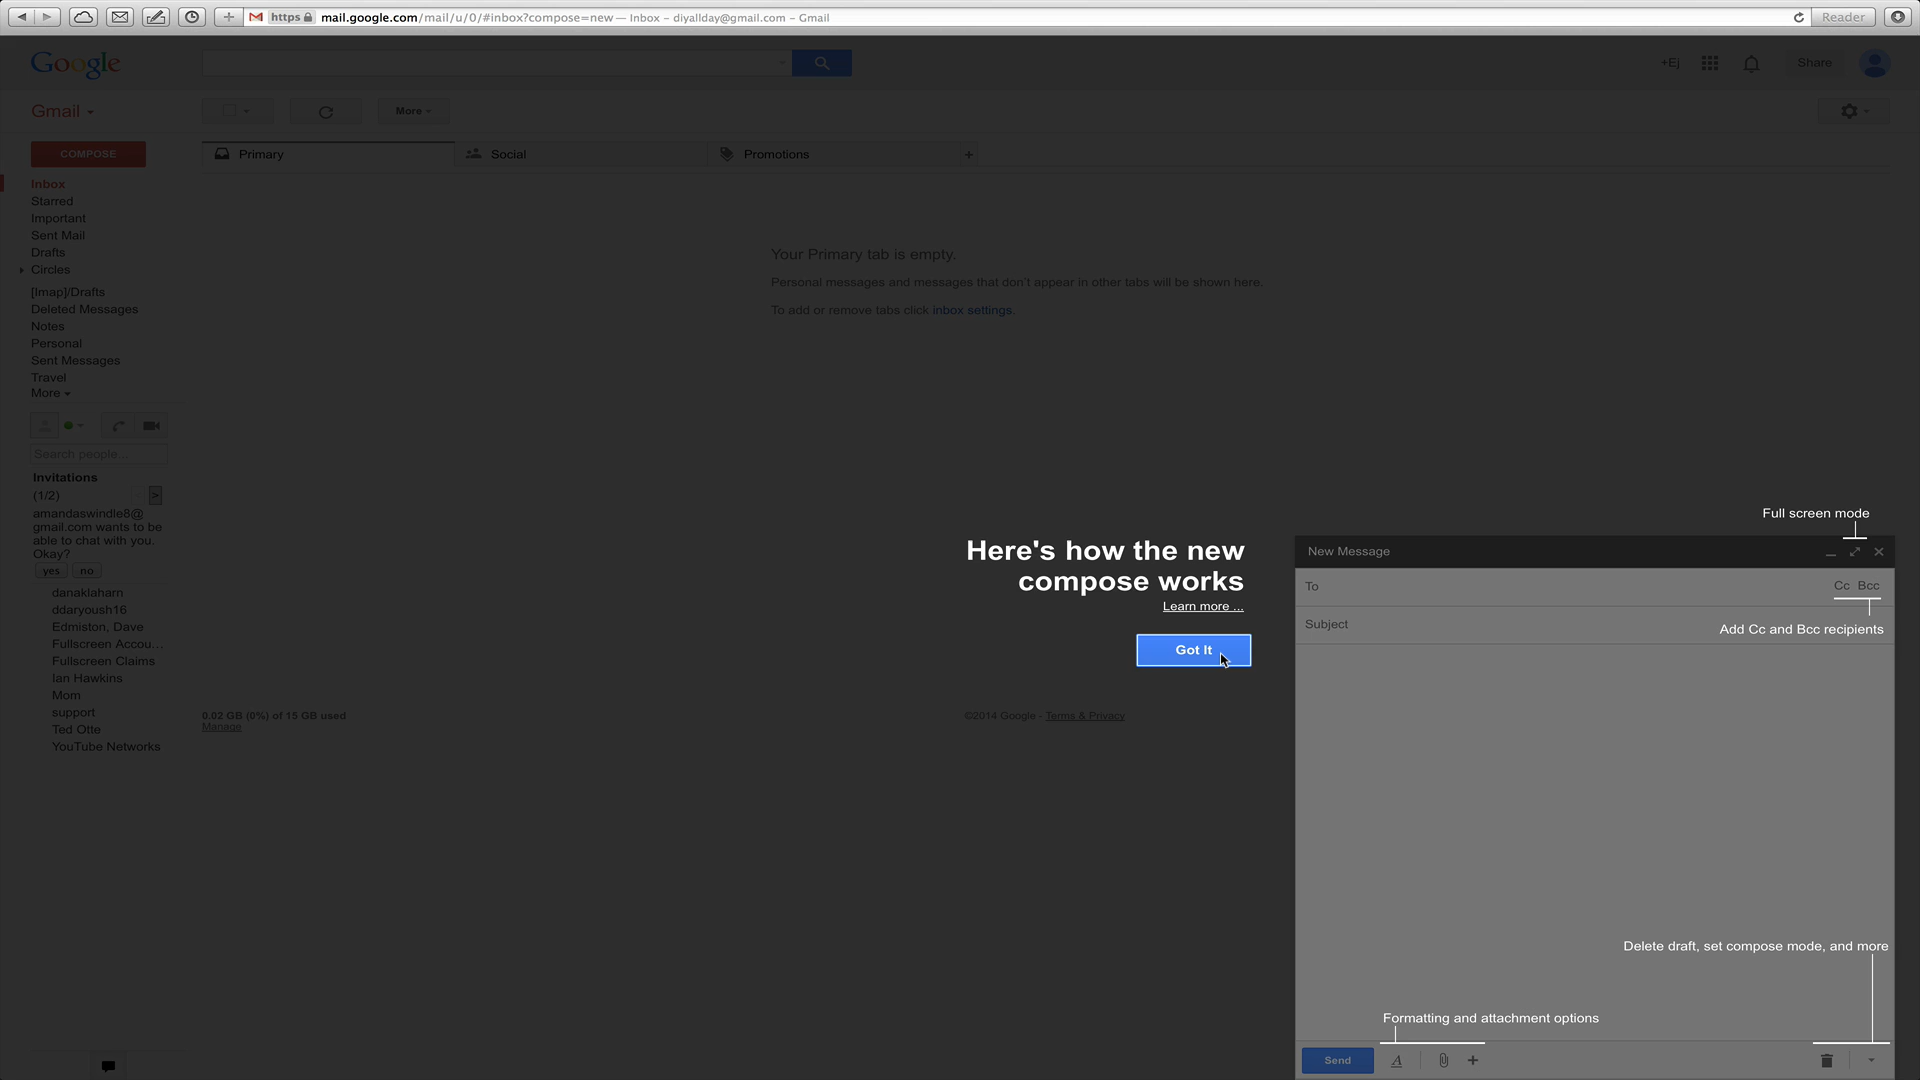 https mail.google.com/mail/u/0/#inbox?compose=new — Inbox – diyallday@gmail.com – Gmail
Reader
Google
+Ej
Share
Gmail
More
COMPOSE
Primary
Social
Promotions
+
Inbox
Starred
Important
Sent Mail
Drafts
Circles
[Imap]/Drafts
Deleted Messages
Notes
Personal
Sent Messages
Travel
More
Your Primary tab is empty.
Personal messages and messages that don't appear in other tabs will be shown here.
To add or remove tabs click inbox settings.
Search people...
Invitations
(1/2)
>
amandaswindle8@
gmail.com wants to be
able to chat with you.
Okay?
yes no
danaklaharn
ddaryoush16
Edmiston, Dave
Fullscreen Accou...
Fullscreen Claims
Ian Hawkins
Mom
support
Ted Otte
YouTube Networks
0.02 GB (0%) of 15 GB used
Manage
©2014 Google - Terms & Privacy
Here's how the new
compose works
Learn more ...
Got It
Full screen mode
New Message
To
Cc Bcc
Subject
Add Cc and Bcc recipients
Delete draft, set compose mode, and more
Formatting and attachment options
Send
A